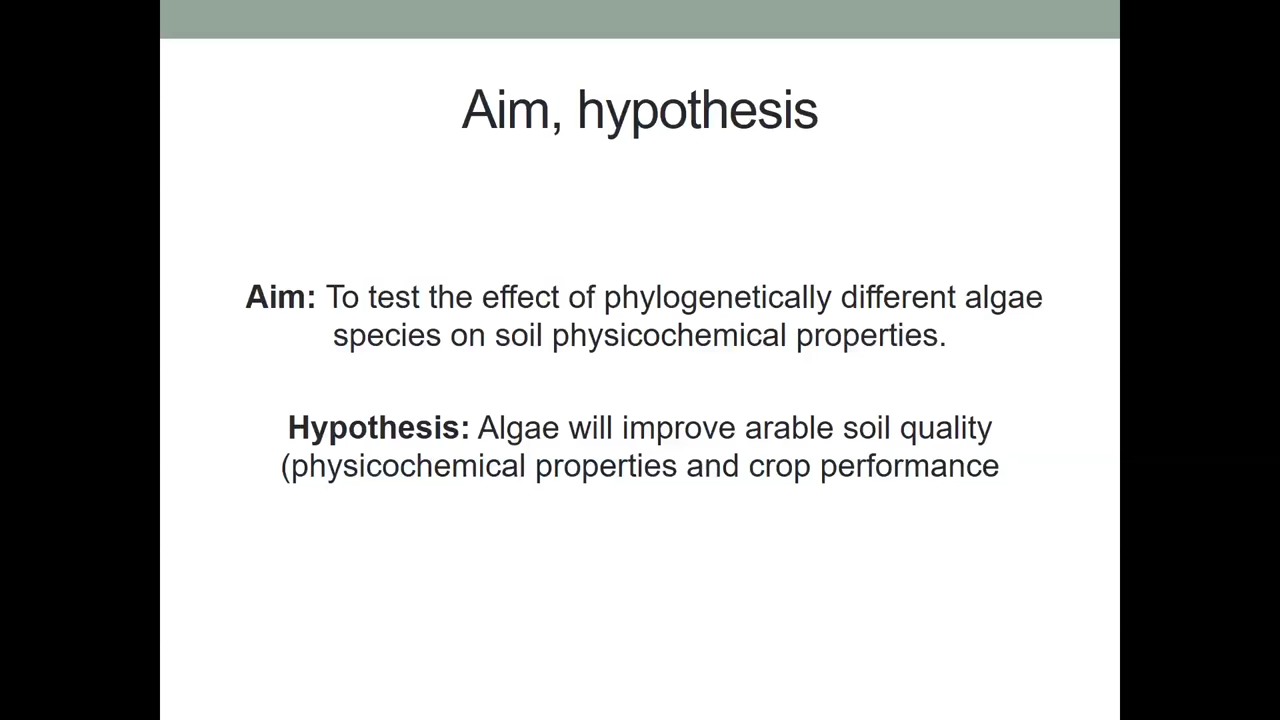 Aim, hypothesis
Aim: To test the effect of phylogenetically different algae
species on soil physicochemical properties.
Hypothesis: Algae will improve arable soil quality
(physicochemical properties and crop performance